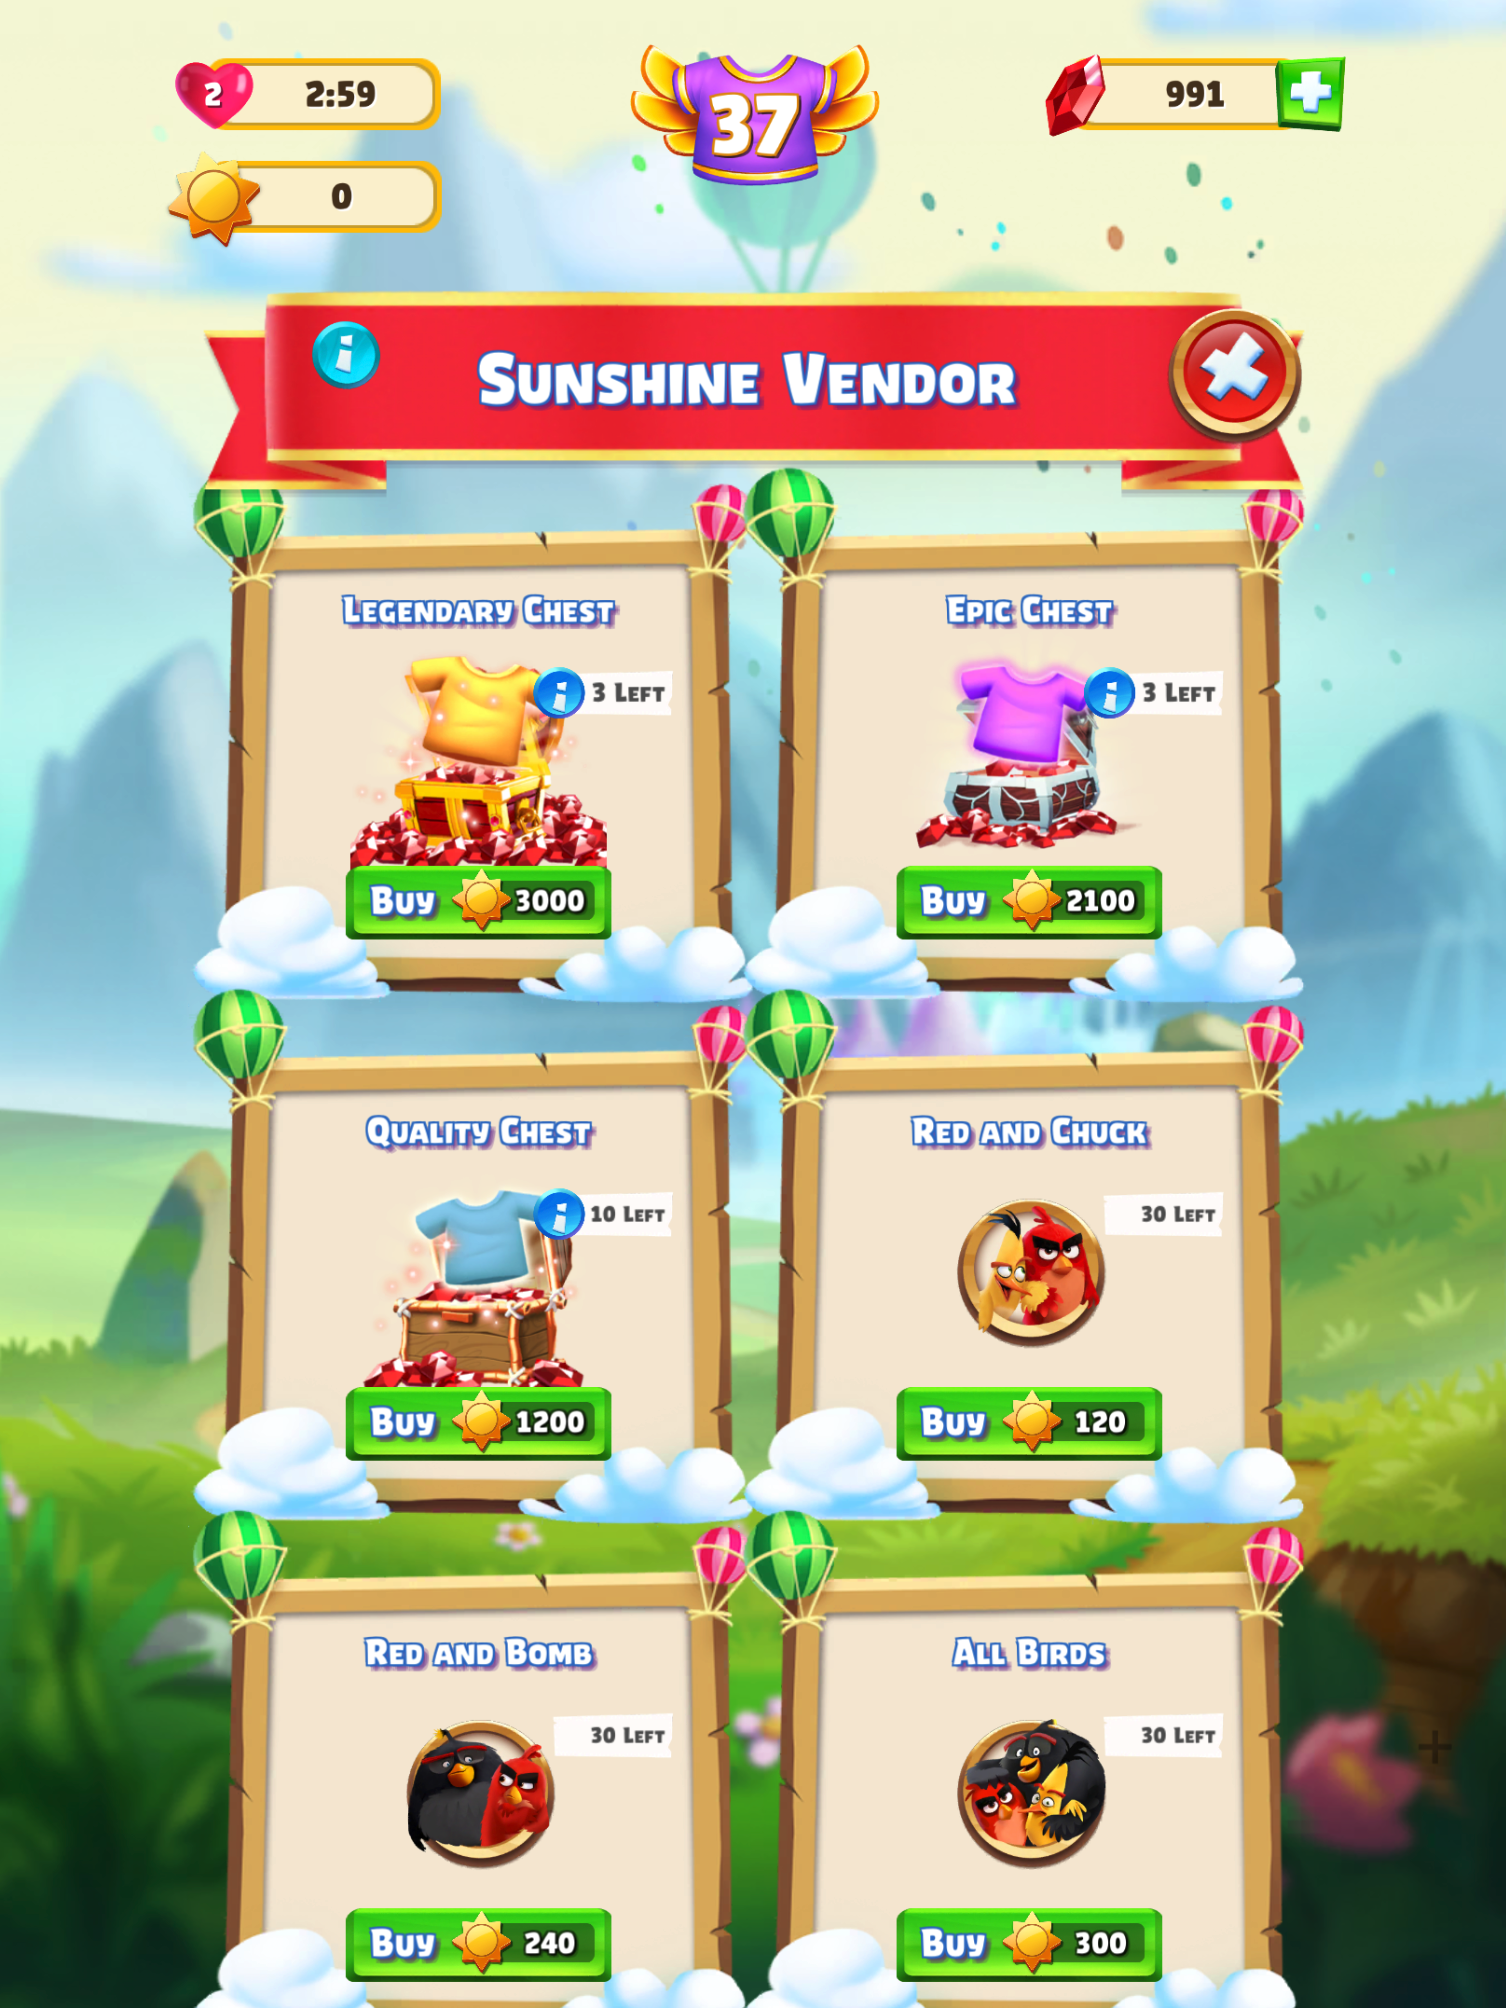 2
2:59
37
991
0
i
Sunshine Vendor
Legendary Chest
i
3 Left
Buy 3000
Epic Chest
i
3 Left
Buy 2100
Quality Chest
i
10 Left
Buy 1200
Red and Chuck
30 Left
Buy 120
Red and Bomb
30 Left
Buy 240
All Birds
30 Left
Buy 300